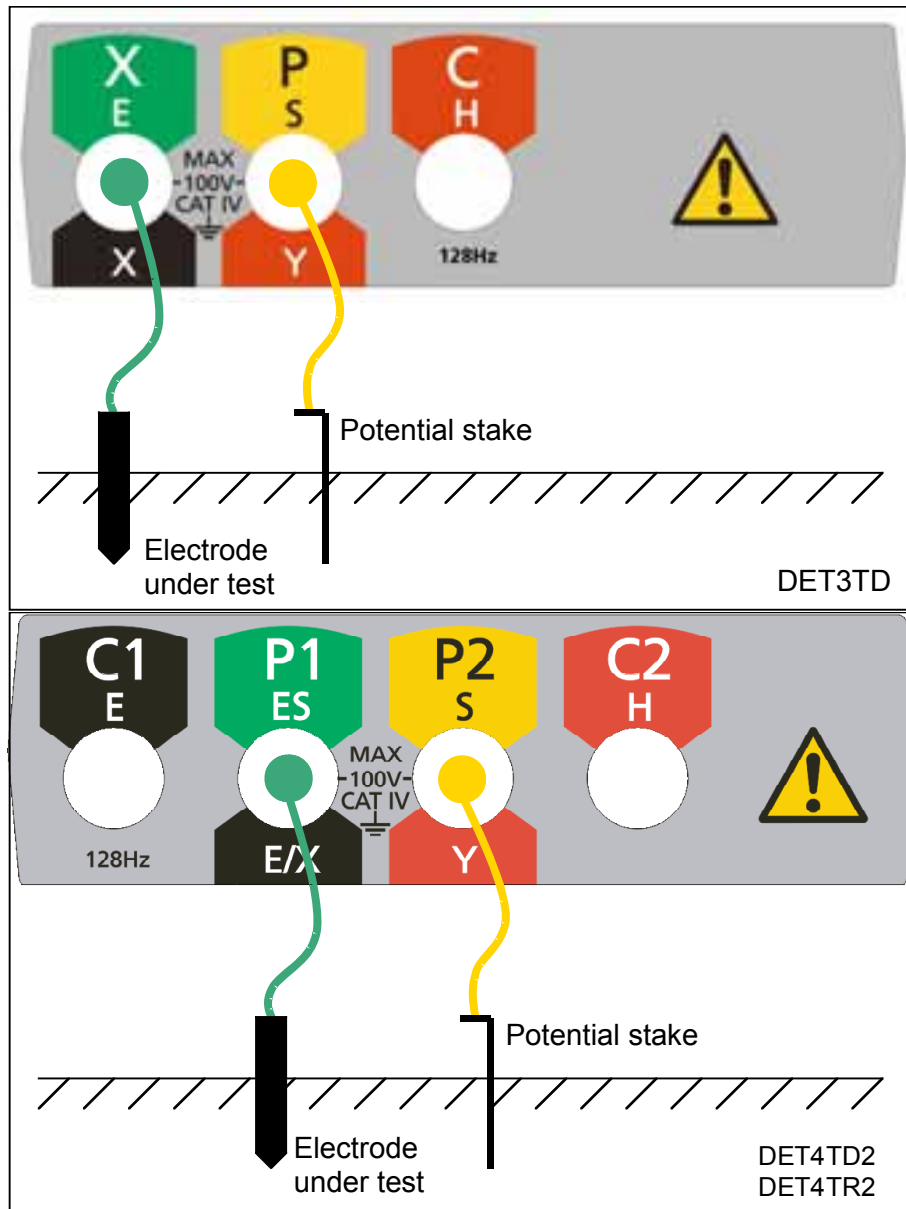 X P C
E S H
MAX
100V
CAT IV
X Y 128Hz
Potential stake
Electrode
under test
DET3TD
C1 P1 P2 C2
E ES S H
MAX
100V
CAT IV
128Hz E/X Y
Potential stake
Electrode
under test
DET4TD2
DET4TR2